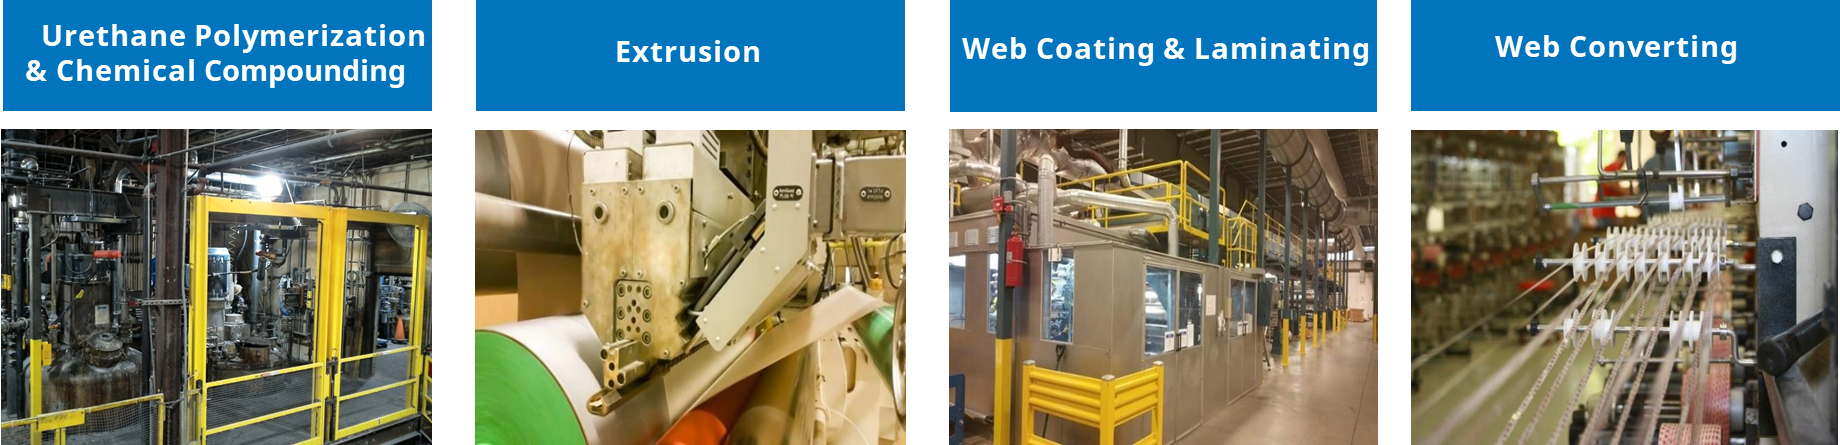 Urethane Polymerization
& Chemical Compounding
Extrusion
Web Coating & Laminating
Web Converting